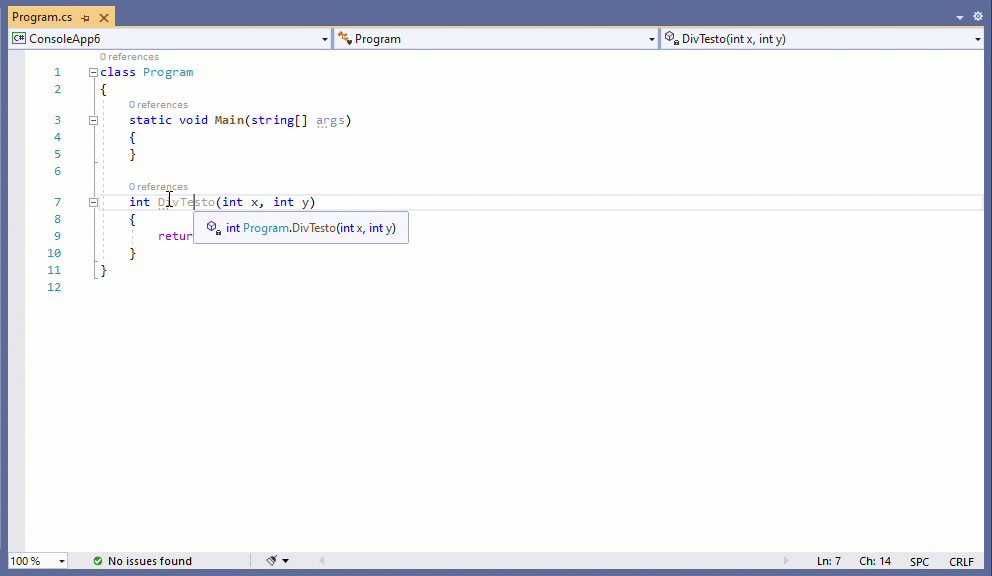 Program.cs
C# ConsoleApp6 Program DivTesto(int x, int y)
0 references
1 class Program
2 {
0 references
3 static void Main(string[] args)
4 {
5 }
6
0 references
7 int DivTesto(int x, int y)
8 {
int Program.DivTesto(int x, int y)
9 retur
10 }
11 }
12
100 % No issues found Ln: 7 Ch: 14 SPC CRLF